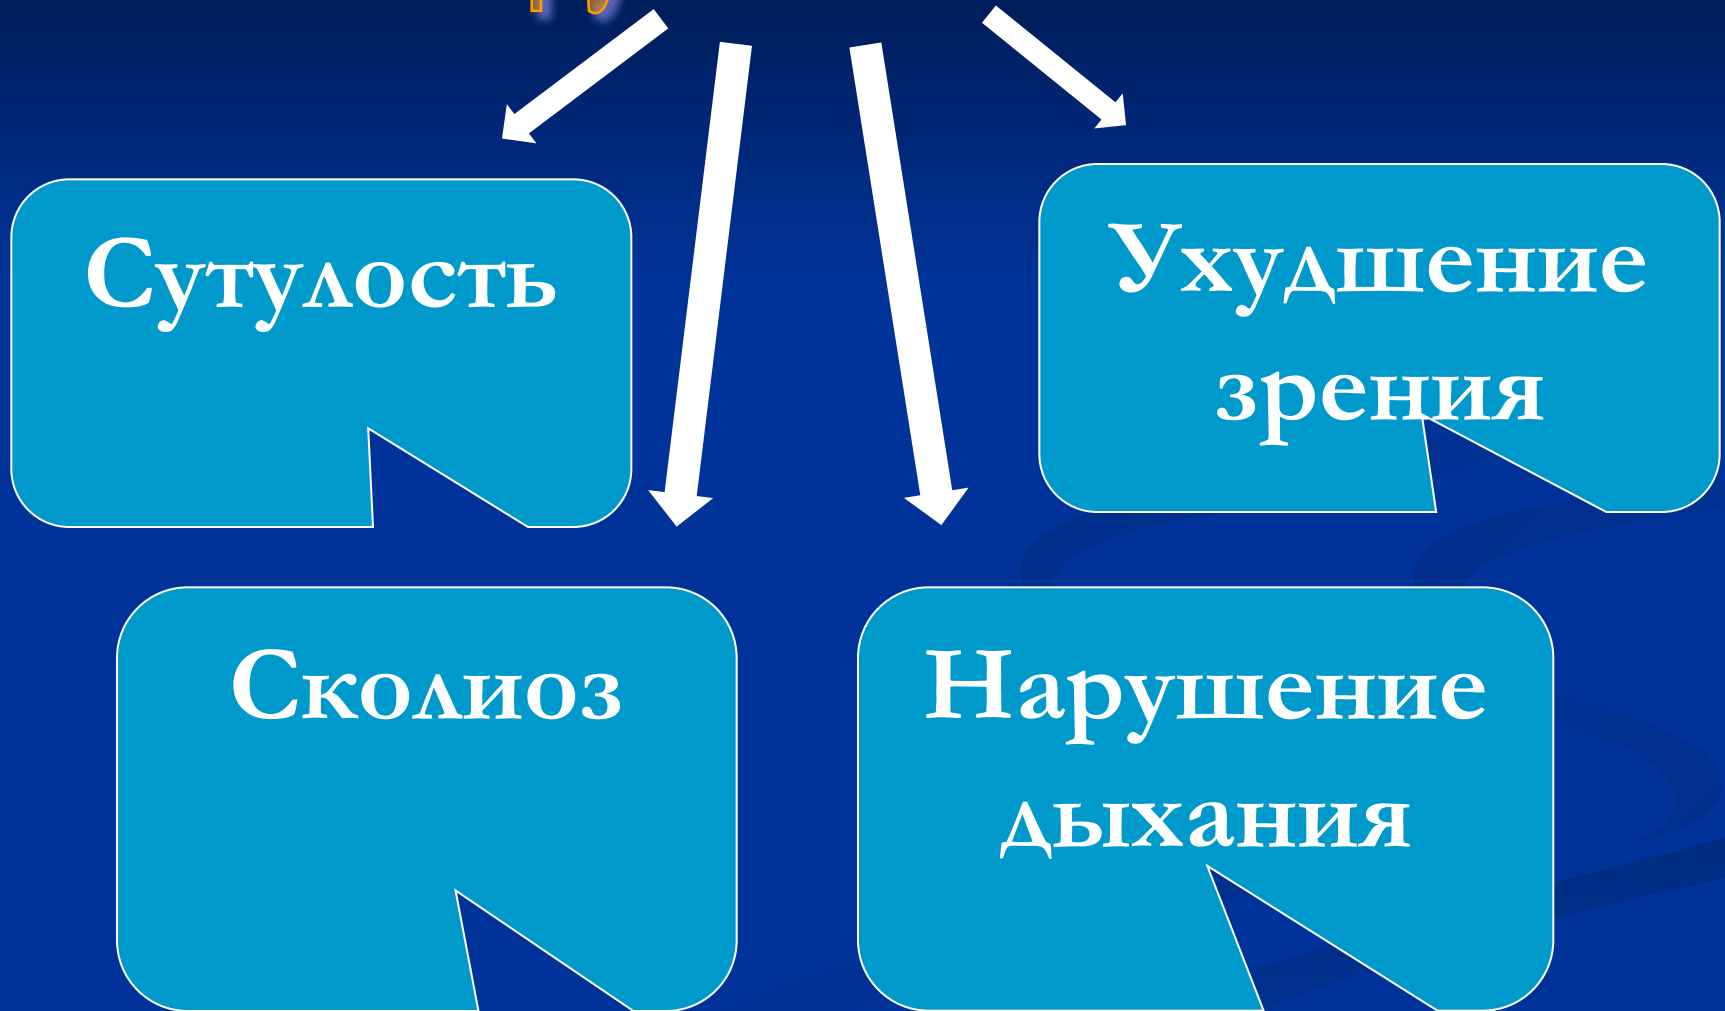 Сутулость
Ухудшение
зрения
Сколиоз
Нарушение
дыхания